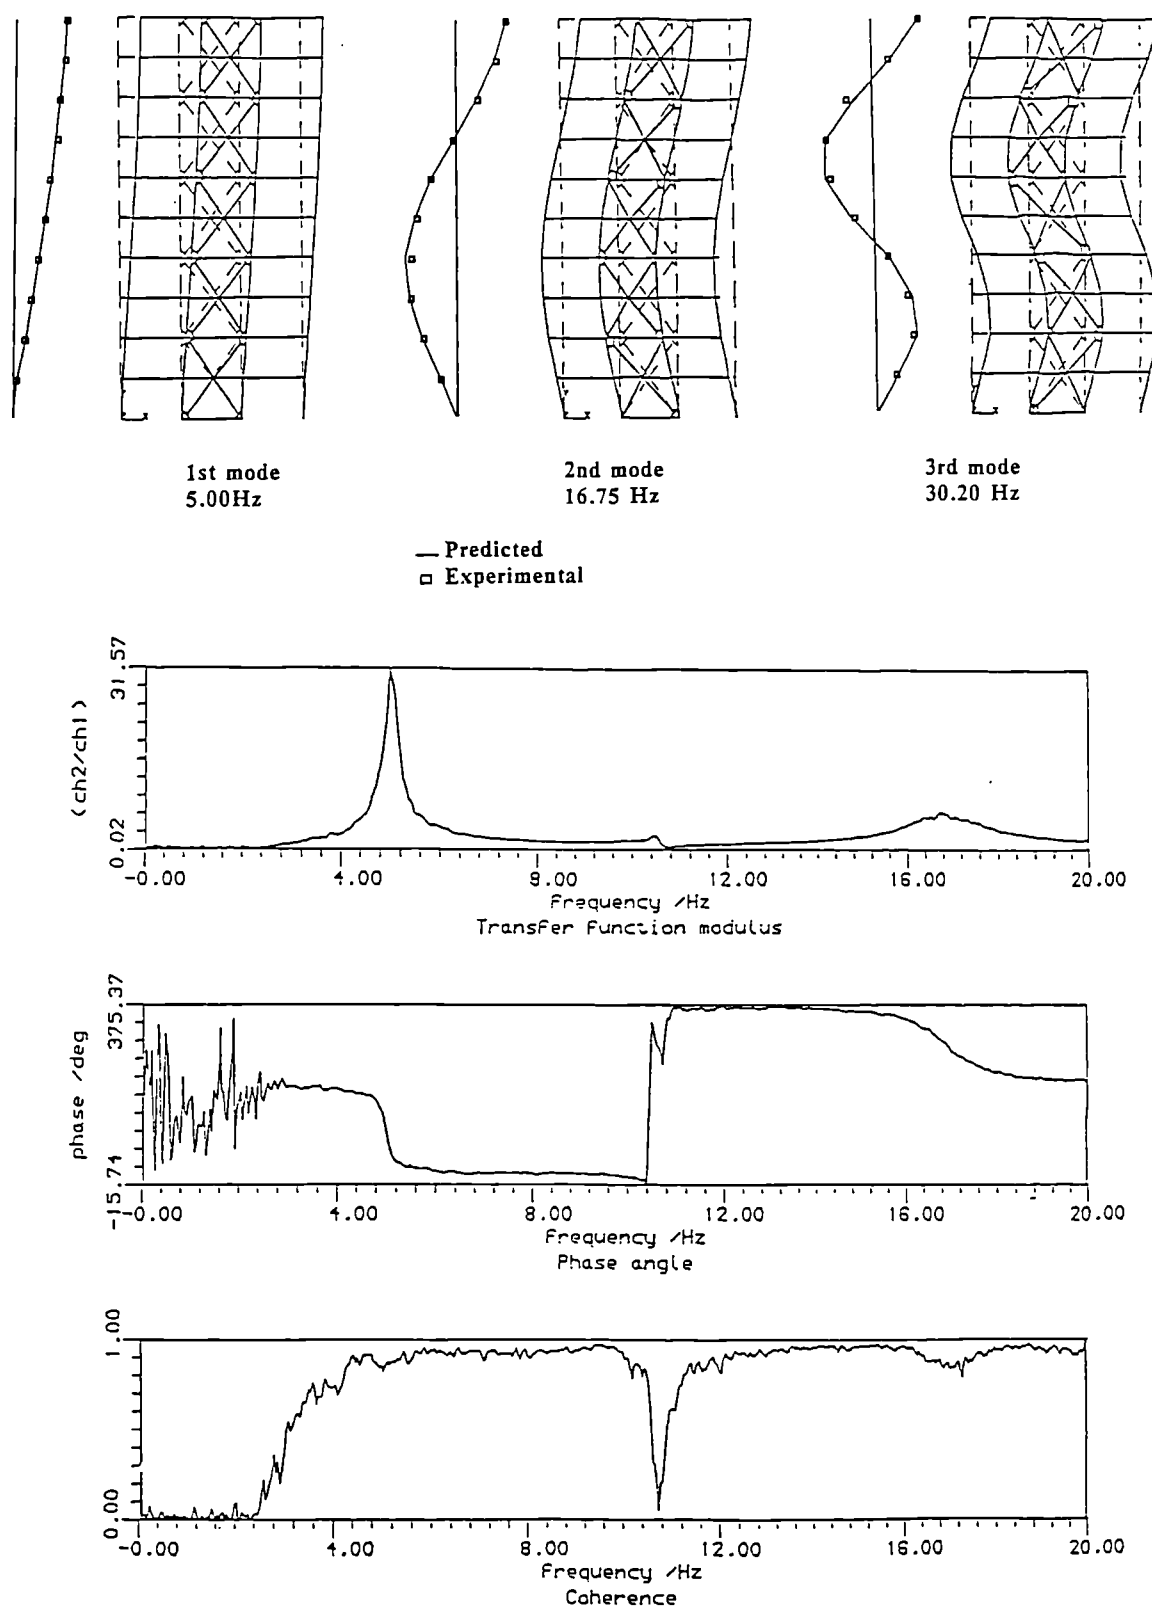 1st mode
5.00Hz
2nd mode
16.75 Hz
3rd mode
30.20 Hz
Predicted
Experimental
31.57
(ch2/ch1)
0.02
-0.00 4.00 8.00 12.00 16.00 20.00
Frequency /Hz
Transfer Function modulus
375.37
phase /deg
-15.74
-0.00 4.00 8.00 12.00 16.00 20.00
Frequency /Hz
Phase angle
1.00
0.00
-0.00 4.00 8.00 12.00 16.00 20.00
Frequency /Hz
Coherence